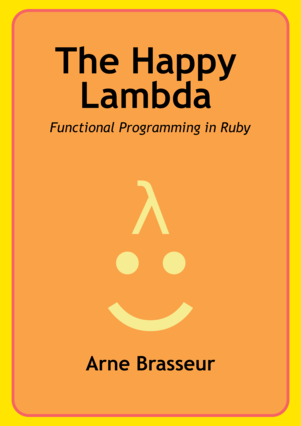 The Happy
Lambda
Functional Programming in Ruby
λ
Arne Brasseur